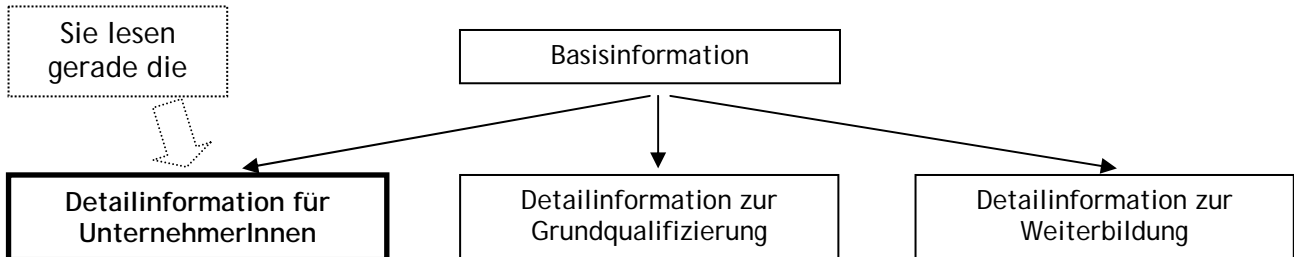 Sie lesen
gerade die
Basisinformation
Detailinformation für
UnternehmerInnen
Detailinformation zur
Grundqualifizierung
Detailinformation zur
Weiterbildung